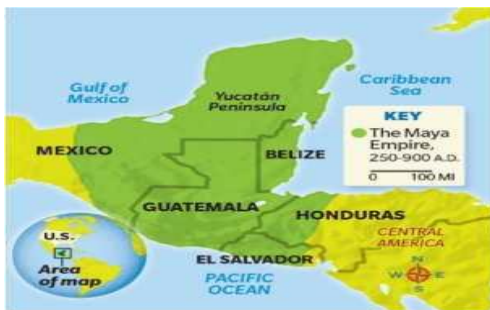 Gulf of
Mexico
Yucatán
Peninsula
Caribbean
Sea
KEY
The Maya
Empire,
250-900 A.D.
0 100 MI
MEXICO
BELIZE
GUATEMALA
HONDURAS
CENTRAL
AMERICA
U.S.
Area
of map
EL SALVADOR
PACIFIC
OCEAN
N
W E
S